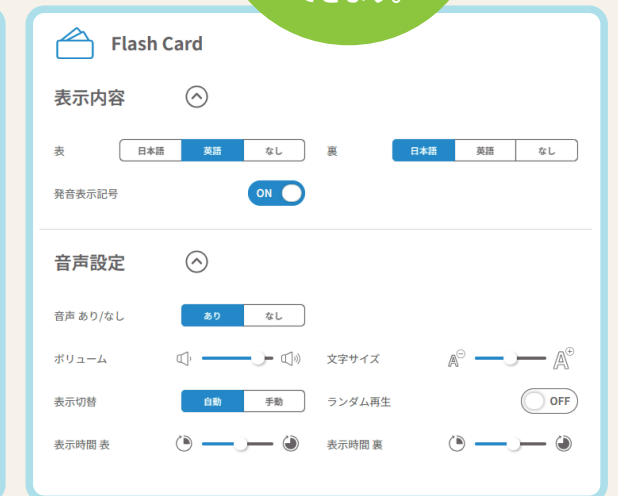 Flash Card
表示内容
表 日本語 英語 なし 裏 日本語 英語 なし
発音表示記号 ON
音声設定
音声 あり/なし あり なし
ボリューム 文字サイズ A A
表示切替 自動 手動 ランダム再生 OFF
表示時間 表 表示時間 裏